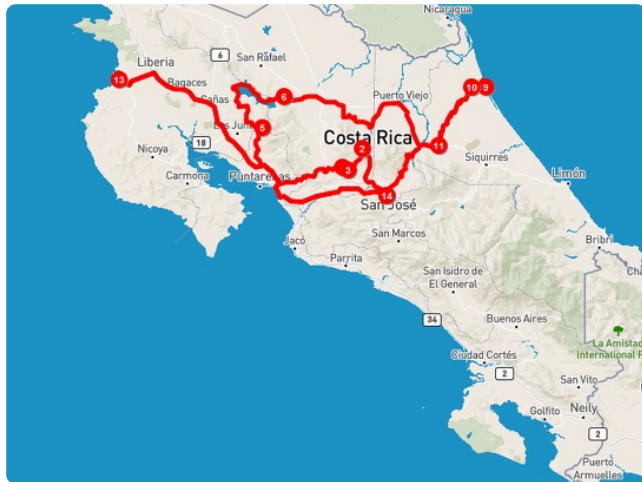 Nicaragua
6
San Rafael
Liberia
13
10 9
Bagaces
6
Puerto Viejo
Cañas
5
Costa Rica
2
11
18
Siquirres
Nicoya
3
Limón
Carmona
Puntarenas
14
San José
San Marcos
Jacó
Bribri
Parrita
San Isidro de
El General
34
Buenos Aires
La Amistad
International P
Ciudad Cortés
2
San Vito
Golfito
Neily
2
Puerto
Armuelles